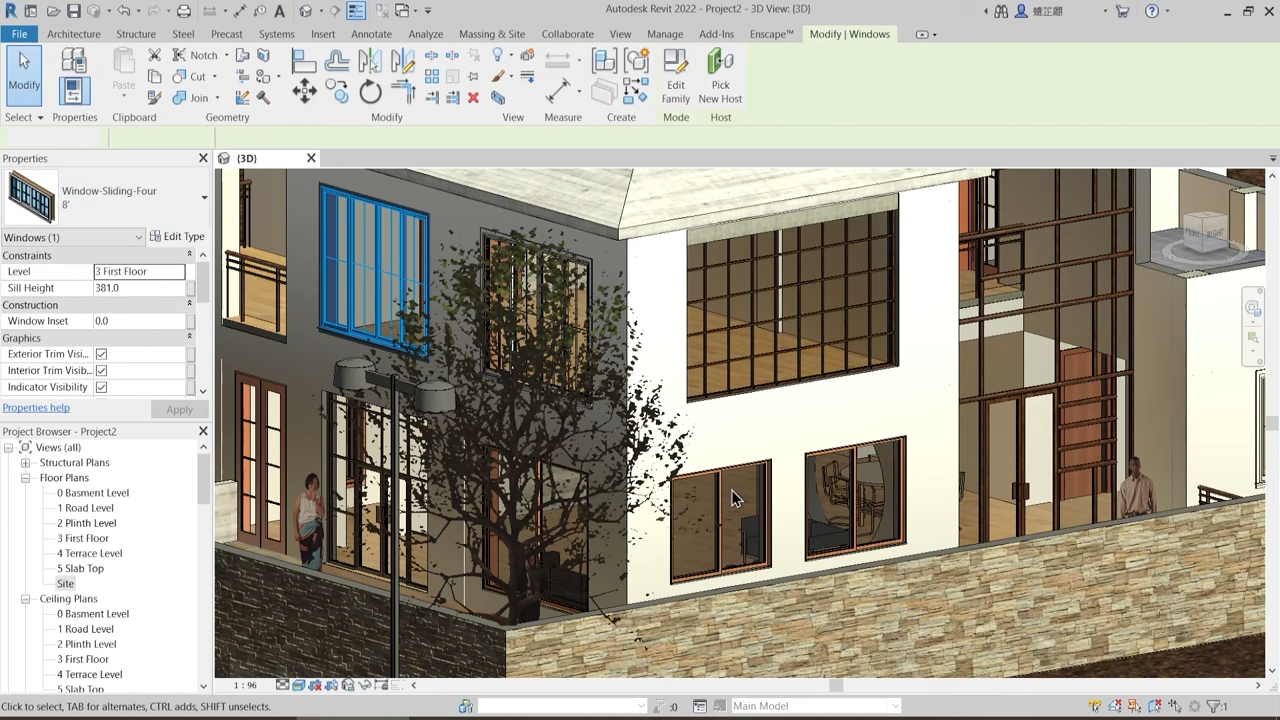 Autodesk Revit 2022 - Project2 - 3D View: {3D}
File Architecture Structure Steel Precast Systems Insert Annotate Analyze Massing & Site Collaborate View Manage Add-Ins Enscape™ Modify | Windows
Modify
Paste
Notch
Cut
Join
Edit
Family
Pick
New Host
Select Properties Clipboard Geometry Modify View Measure Create Mode Host
Properties
{3D}
Window-Sliding-Four
8'
Windows (1)
Edit Type
Constraints
Level 3 First Floor
Sill Height 381.0
Construction
Window Inset 0.0
Graphics
Exterior Trim Visi...
Interior Trim Visib...
Indicator Visibility
Properties help
Apply
FRONT RIGHT
Project Browser - Project2
Views (all)
Structural Plans
Floor Plans
0 Basment Level
1 Road Level
2 Plinth Level
3 First Floor
4 Terrace Level
5 Slab Top
Site
Ceiling Plans
0 Basment Level
1 Road Level
2 Plinth Level
3 First Floor
4 Terrace Level
5 Slab Top
1 : 96
Click to select, TAB for alternates, CTRL adds, SHIFT unselects.
:0
Main Model
:1